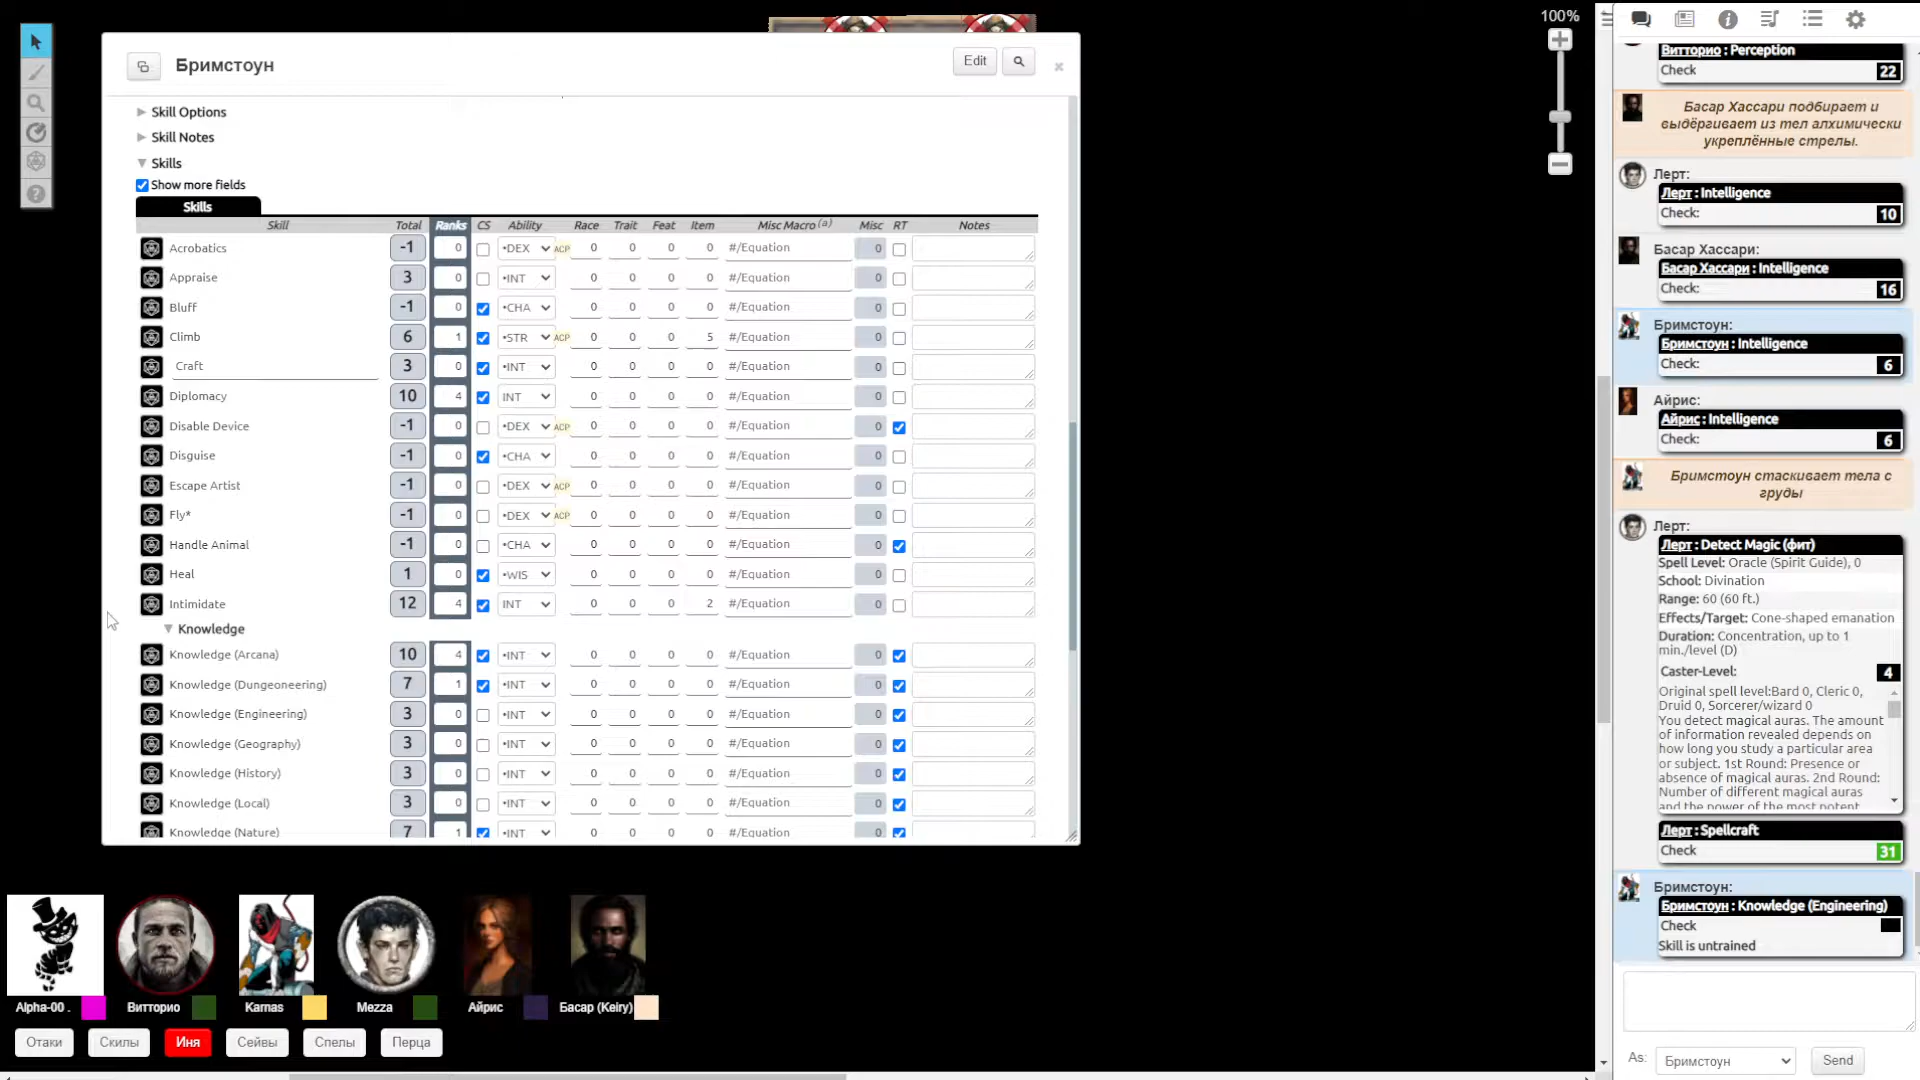 100%
Бримстоун
Edit
Skill Options
Skill Notes
Skills
Show more fields
Skills
Skill Total Ranks CS Ability Race Trait Feat Item Misc Macro (a) Misc RT Notes
Acrobatics -1 0 •DEX ACP 0 0 0 0 #/Equation 0
Appraise 3 0 •INT 0 0 0 0 #/Equation 0
Bluff -1 0 •CHA 0 0 0 0 #/Equation 0
Climb 6 1 •STR ACP 0 0 0 5 #/Equation 0
Craft 3 0 •INT 0 0 0 0 #/Equation 0
Diplomacy 10 4 INT 0 0 0 0 #/Equation 0
Disable Device -1 0 •DEX ACP 0 0 0 0 #/Equation 0
Disguise -1 0 •CHA 0 0 0 0 #/Equation 0
Escape Artist -1 0 •DEX ACP 0 0 0 0 #/Equation 0
Fly* -1 0 •DEX ACP 0 0 0 0 #/Equation 0
Handle Animal -1 0 •CHA 0 0 0 0 #/Equation 0
Heal 1 0 •WIS 0 0 0 0 #/Equation 0
Intimidate 12 4 INT 0 0 0 2 #/Equation 0
Knowledge
Knowledge (Arcana) 10 4 •INT 0 0 0 0 #/Equation 0
Knowledge (Dungeoneering) 7 1 •INT 0 0 0 0 #/Equation 0
Knowledge (Engineering) 3 0 •INT 0 0 0 0 #/Equation 0
Knowledge (Geography) 3 0 •INT 0 0 0 0 #/Equation 0
Knowledge (History) 3 0 •INT 0 0 0 0 #/Equation 0
Knowledge (Local) 3 0 •INT 0 0 0 0 #/Equation 0
Knowledge (Nature) 7 1 •INT 0 0 0 0 #/Equation 0
Alpha-00 . Витторио Karnas Mezza Айрис Басар (Keiry)
Отаки Скилы Иня Сейвы Спелы Перца
Витторио : Perception
Check 22
Басар Хассари подбирает и
выдёргивает из тел алхимически
укреплённые стрелы.
Лерт:
Лерт : Intelligence
Check: 10
Басар Хассари:
Басар Хассари : Intelligence
Check: 16
Бримстоун:
Бримстоун : Intelligence
Check: 6
Айрис:
Айрис : Intelligence
Check: 6
Бримстоун стаскивает тела с
груды
Лерт:
Лерт : Detect Magic (фит)
Spell Level: Oracle (Spirit Guide), 0
School: Divination
Range: 60 (60 ft.)
Effects/Target: Cone-shaped emanation
Duration: Concentration, up to 1
min./level (D)
Caster-Level: 4
Original spell level:Bard 0, Cleric 0,
Druid 0, Sorcerer/wizard 0
You detect magical auras. The amount
of information revealed depends on
how long you study a particular area
or subject. 1st Round: Presence or
absence of magical auras. 2nd Round:
Number of different magical auras
and the power of the most potent
Лерт : Spellcraft
Check 31
Бримстоун:
Бримстоун : Knowledge (Engineering)
Check
Skill is untrained
As: Бримстоун Send